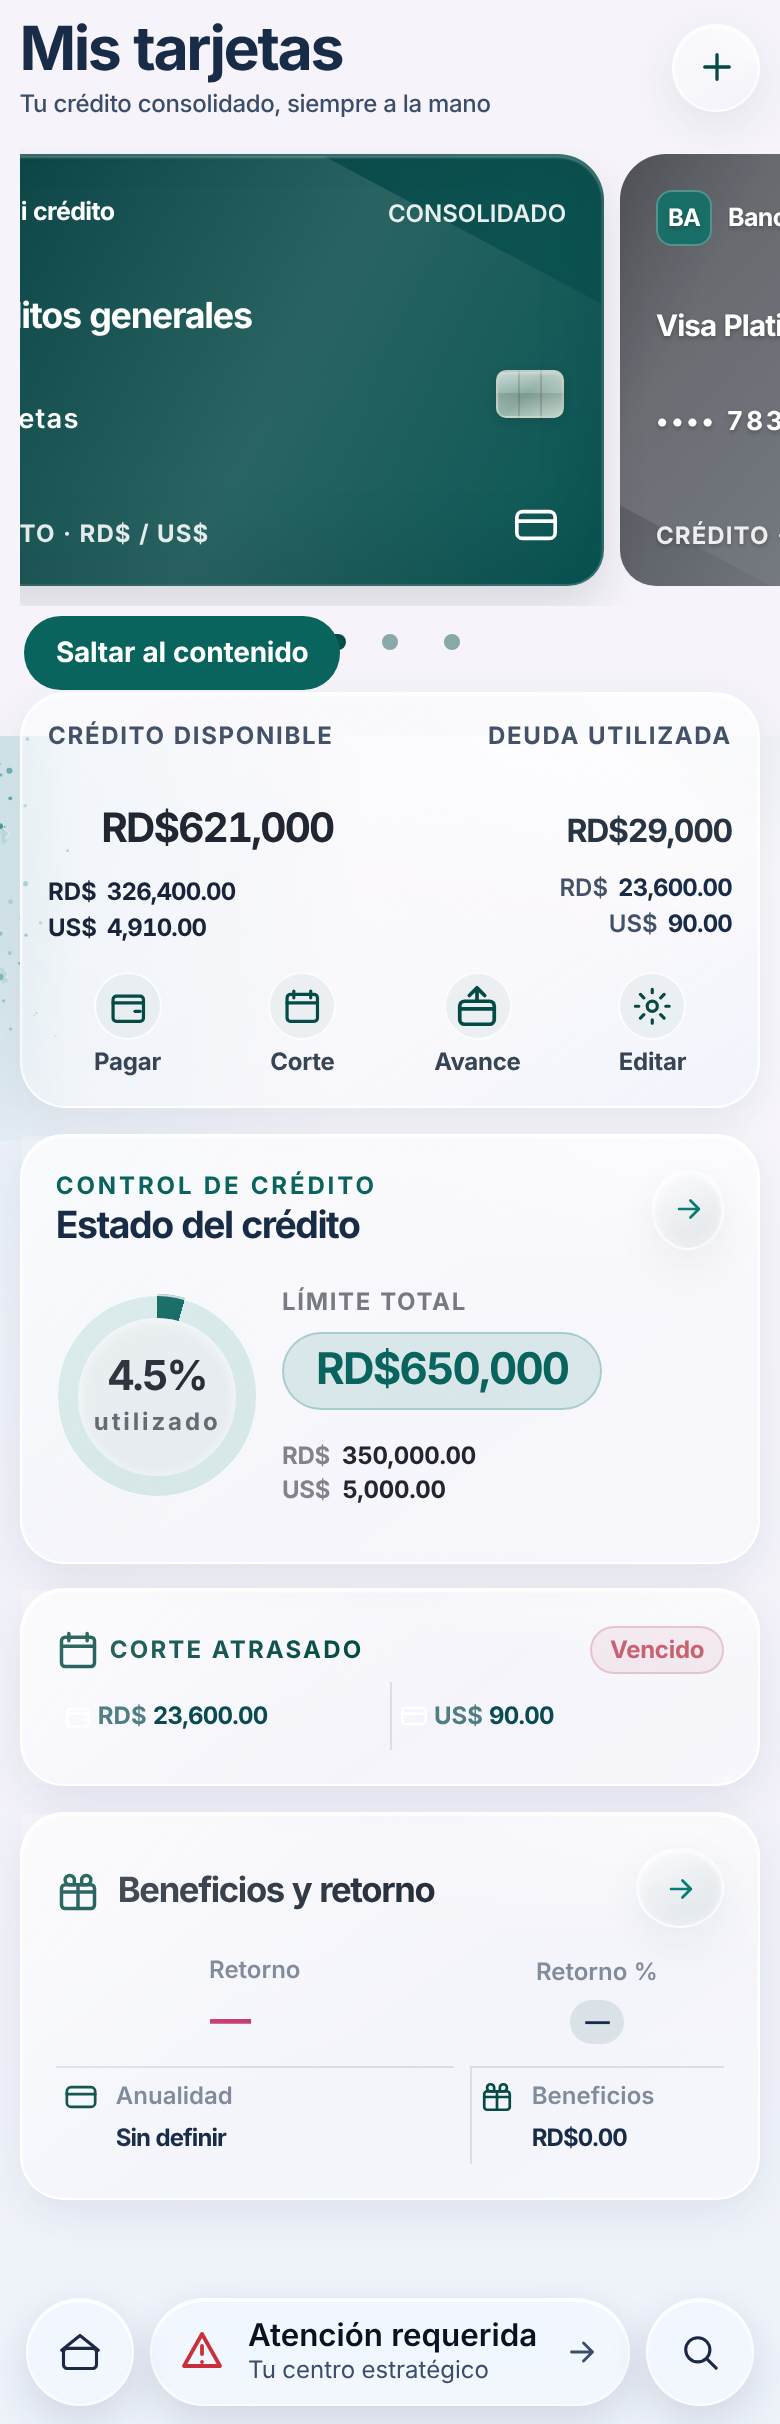 Mis tarjetas
Tu crédito consolidado, siempre a la mano
i crédito
CONSOLIDADO
itos generales
etas
TO · RD$ / US$
BA
Banc
Visa Plati
•••• 783
CRÉDITO
Saltar al contenido
CRÉDITO DISPONIBLE
DEUDA UTILIZADA
RD$621,000
RD$29,000
RD$ 326,400.00
RD$ 23,600.00
US$ 4,910.00
US$ 90.00
Pagar
Corte
Avance
Editar
CONTROL DE CRÉDITO
Estado del crédito
LÍMITE TOTAL
4.5%
utilizado
RD$650,000
RD$ 350,000.00
US$ 5,000.00
CORTE ATRASADO
Vencido
RD$ 23,600.00
US$ 90.00
Beneficios y retorno
Retorno
Retorno %
—
—
Anualidad
Sin definir
Beneficios
RD$0.00
Atención requerida
Tu centro estratégico